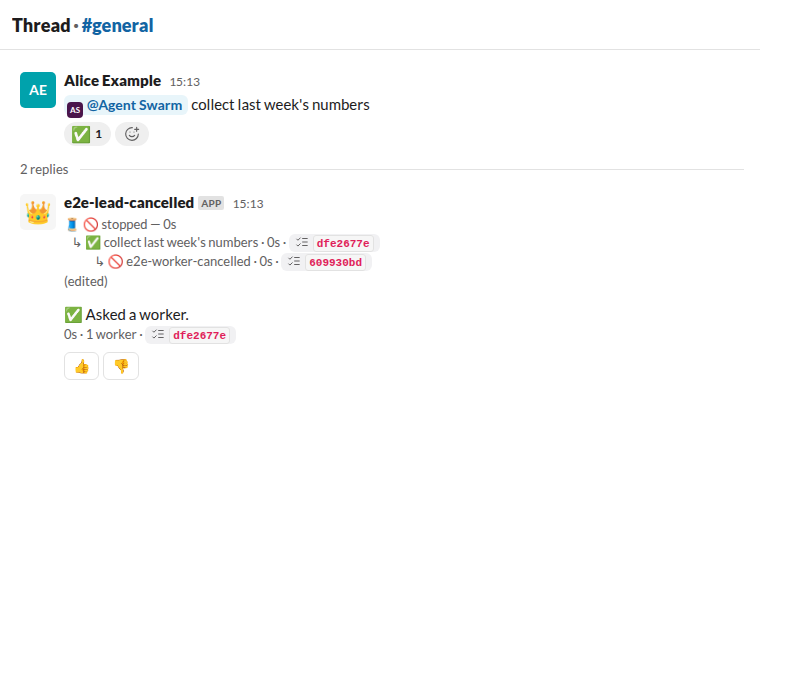 Thread • #general
AE
Alice Example 15:13
AS @Agent Swarm collect last week's numbers
✅ 1
2 replies
e2e-lead-cancelled APP 15:13
🧵 🚫 stopped — 0s
↳ ✅ collect last week's numbers · 0s · dfe2677e
↳ 🚫 e2e-worker-cancelled · 0s · 609930bd
(edited)
✅ Asked a worker.
0s · 1 worker · dfe2677e